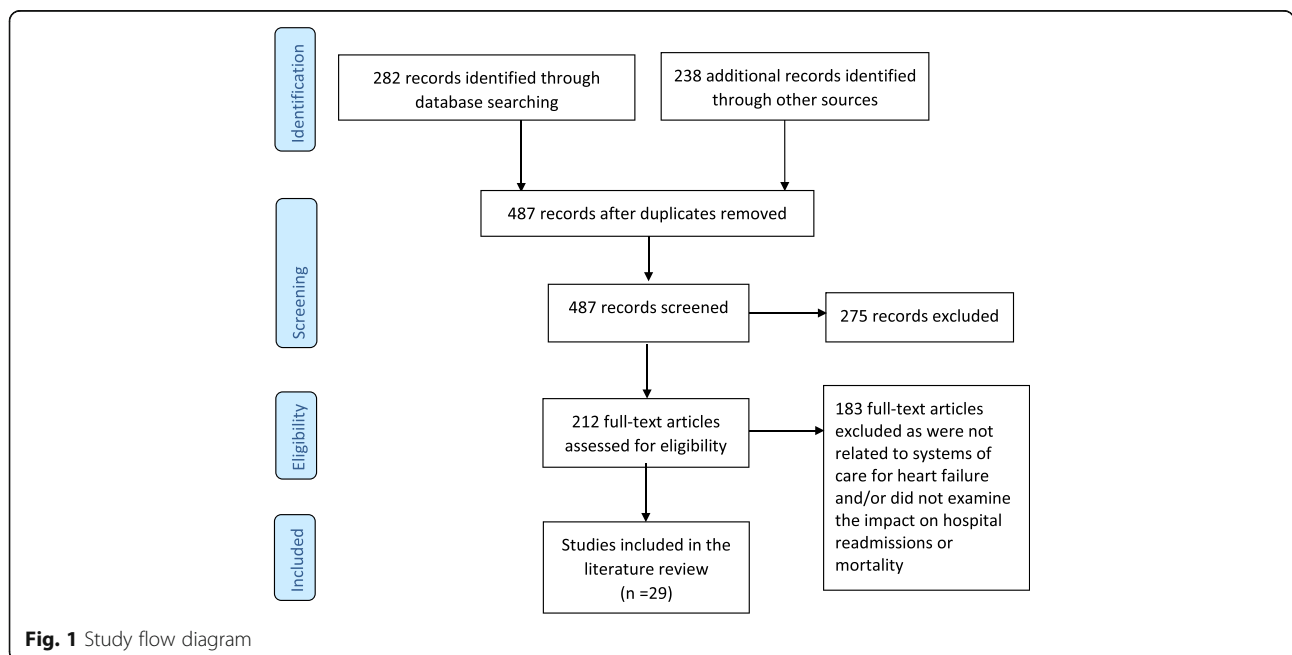 Identification
282 records identified through
database searching
238 additional records identified
through other sources
487 records after duplicates removed
Screening
487 records screened
275 records excluded
Eligibility
212 full-text articles
assessed for eligibility
183 full-text articles
excluded as were not
related to systems of
care for heart failure
and/or did not examine
the impact on hospital
readmissions or
mortality
Included
Studies included in the
literature review
(n =29)
Fig. 1 Study flow diagram